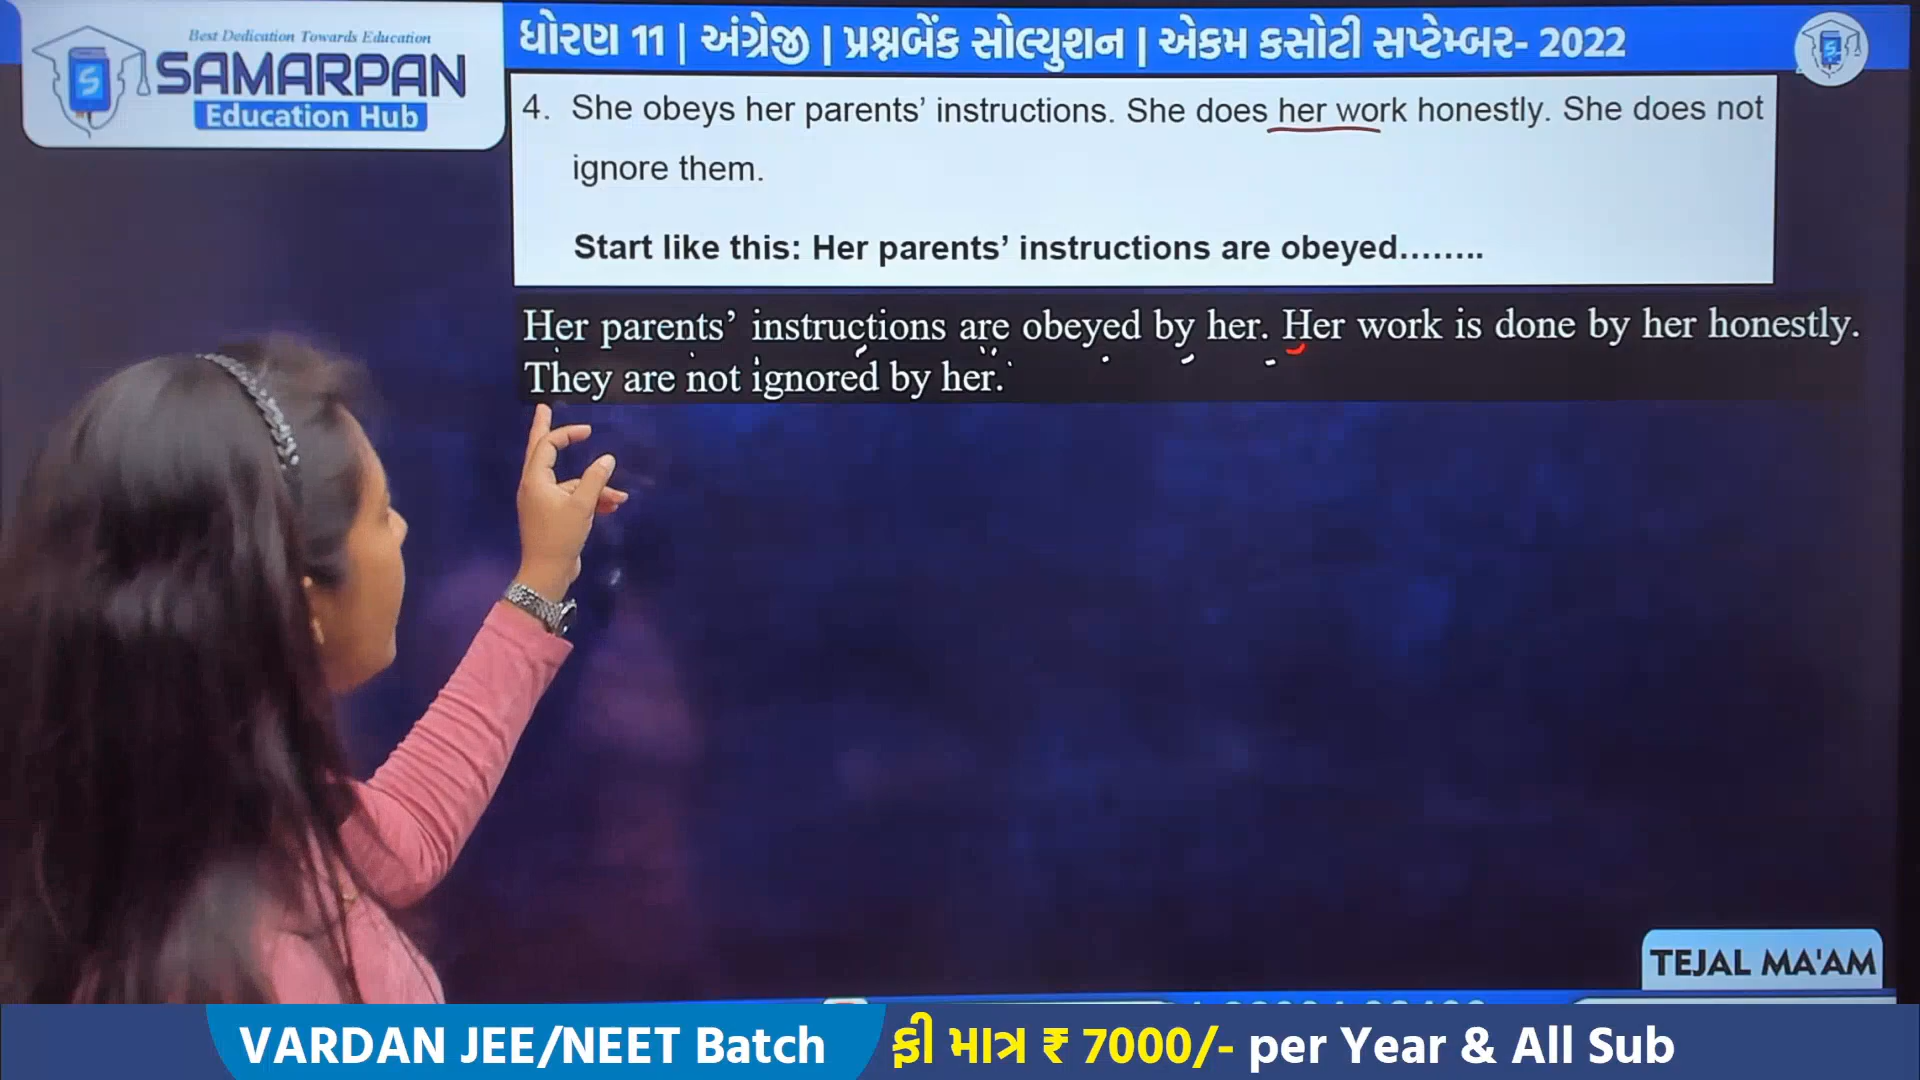 Best Dedication Towards Education
SAMARPAN
Education Hub
ધોરણ 11 | અંગ્રેજી | પ્રશ્નબેંક સોલ્યુશન | એકમ કસોટી સપ્ટેમ્બર- 2022
4. She obeys her parents’ instructions. She does her work honestly. She does not
ignore them.
Start like this: Her parents’ instructions are obeyed........
Her parents’ instructions are obeyed by her. Her work is done by her honestly.
They are not ignored by her.
TEJAL MA'AM
VARDAN JEE/NEET Batch
ફી માત્ર ₹ 7000/- per Year & All Sub